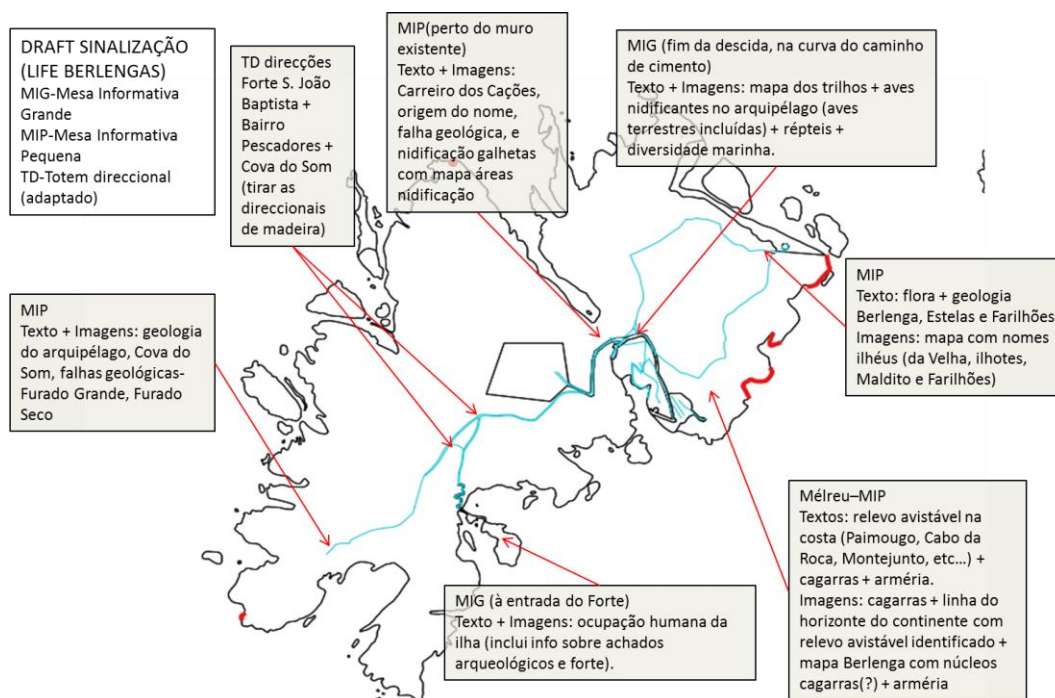 DRAFT SINALIZAÇÃO
(LIFE BERLENGAS)
MIG-Mesa Informativa
Grande
MIP-Mesa Informativa
Pequena
TD-Totem direccional
(adaptado)
TD direcções
Forte S. João
Baptista +
Bairro
Pescadores +
Cova do Som
(tirar as
direccionais
de madeira)
MIP(perto do muro
existente)
Texto + Imagens:
Carreiro dos Cações,
origem do nome,
falha geológica, e
nidificação galhetas
com mapa áreas
nidificação
MIG (fim da descida, na curva do caminho
de cimento)
Texto + Imagens: mapa dos trilhos + aves
nidificantes no arquipélago (aves
terrestres incluídas) + répteis +
diversidade marinha.
MIP
Texto: flora + geologia
Berlenga, Estelas e Farilhões
Imagens: mapa com nomes
ilhéus (da Velha, ilhotes,
Maldito e Farilhões)
MIP
Texto + Imagens: geologia
do arquipélago, Cova do
Som, falhas geológicas-
Furado Grande, Furado
Seco
MIG (à entrada do Forte)
Texto + Imagens: ocupação humana da
ilha (inclui info sobre achados
arqueológicos e forte).
Mélreu–MIP
Textos: relevo avistável na
costa (Paimougo, Cabo da
Roca, Montejunto, etc...) +
cagarras + arméria.
Imagens: cagarras + linha do
horizonte do continente com
relevo avistável identificado +
mapa Berlenga com núcleos
cagarras(?) + arméria